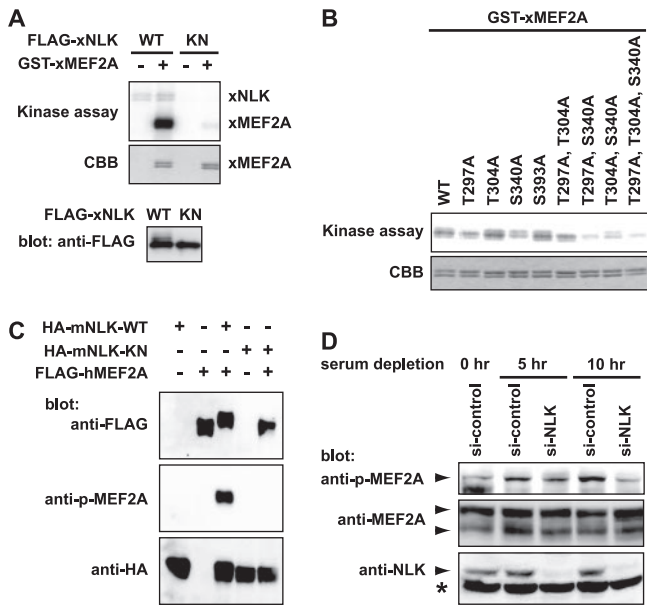 A
FLAG-xNLK WT KN
GST-xMEF2A - + - +
Kinase assay
xNLK
xMEF2A
CBB xMEF2A
FLAG-xNLK WT KN
blot: anti-FLAG
B
GST-xMEF2A
WT
T297A
T304A
S340A
S393A
T297A, T304A
T297A, S340A
T304A, S340A
T297A, T304A, S340A
Kinase assay
CBB
C
HA-mNLK-WT + - + - -
HA-mNLK-KN - - - + +
FLAG-hMEF2A - + + - +
blot:
anti-FLAG
anti-p-MEF2A
anti-HA
D
serum depletion 0 hr 5 hr 10 hr
si-control
si-control
si-NLK
si-control
si-NLK
blot:
anti-p-MEF2A
anti-MEF2A
anti-NLK
*